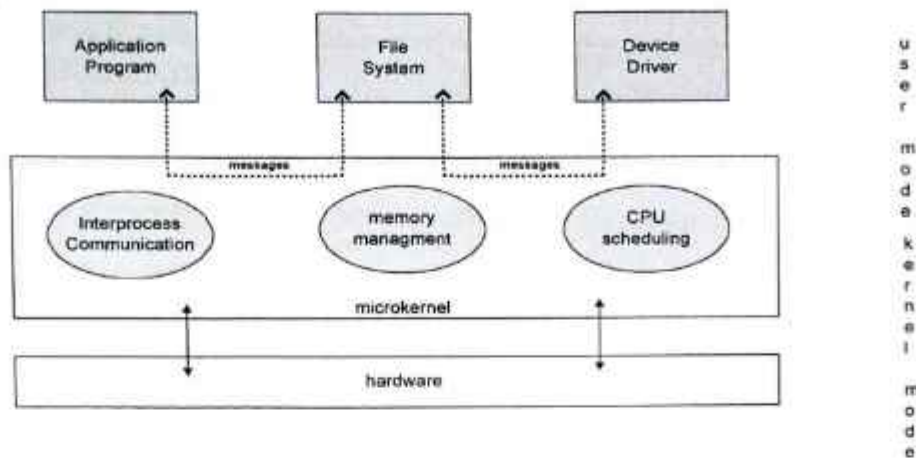 Application
Program
File
System
Device
Driver
messages
messages
Interprocess
Communication
memory
managment
CPU
scheduling
microkernel
hardware
user mode
kernel mode